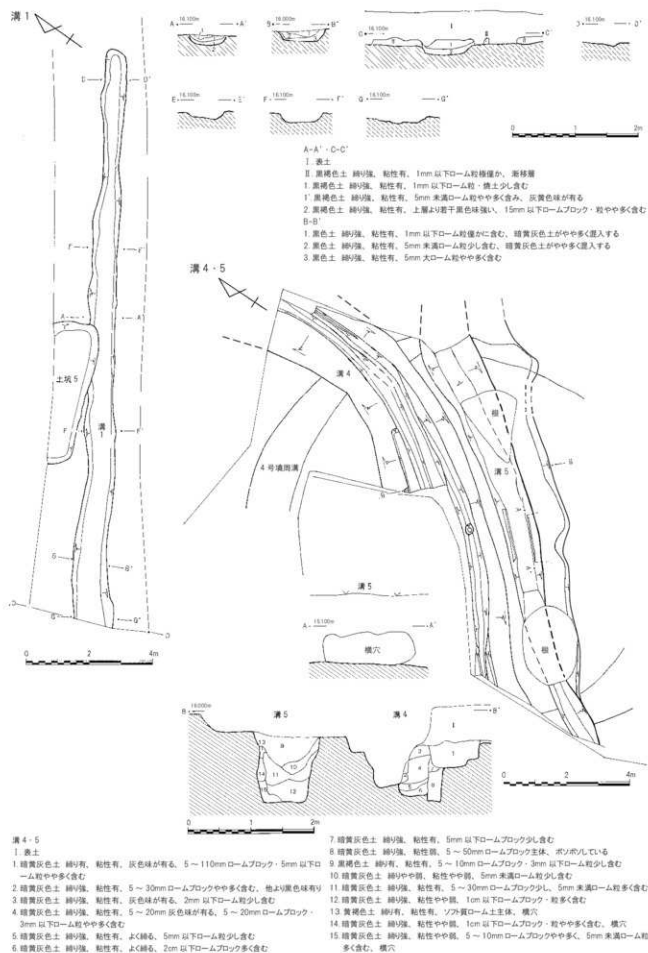 溝1
A 16.100m A'
B 16.000m B'
C C'
D D'
I
Ⅱ
E 16.100m E'
F 16.100m F'
G 16.100m G'
0 1 2m
A-A'・C-C'
Ⅰ. 表土
Ⅱ. 黒褐色土 締り強、粘性有、1mm以下ローム粒極僅か、漸移層
1. 黒褐色土 締り強、粘性有、1mm以下ローム粒・焼土少し含む
1'. 黒褐色土 締り強、粘性有、5mm未満ローム粒やや多く含み、灰黄色味が有る
2. 黒褐色土 締り強、粘性有、上層より若干黒色味強い、15mm以下ロームブロック・粒やや多く含む
B-B'
1. 黒色土 締り強、粘性有、1mm以下ローム粒僅かに含む、暗黄灰色土がやや多く混入する
2. 黒色土 締り強、粘性有、5mm未満ローム粒少し含む、暗黄灰色土がやや多く混入する
3. 黒色土 締り強、粘性有、5mm大ローム粒やや多く含む
土坑5
溝1
0 2 4m
溝4・5
溝4
4号墳周溝
根
溝5
根
溝5
A 16.100m A'
横穴
0 2 4m
B 16.000m B'
溝5
溝4
0 1 2m
溝4・5
Ⅰ. 表土
1. 暗黄灰色土 締り有、粘性有、灰色味が有る、5～110mmロームブロック・5mm以下ロ
ーム粒やや多く含む
2. 暗黄灰色土 締り強、粘性有、5～30mmロームブロックやや多く含む、他より黒色味有り
3. 暗黄灰色土 締り強、粘性有、灰色味が有る、2mm以下ローム粒少し含む
4. 暗黄灰色土 締り強、粘性有、5～20mm灰色味が有る、5～20mmロームブロック・
3mm以下ローム粒やや多く含む
5. 暗黄灰色土 締り強、粘性有、よく締る、5mm以下ローム粒少し含む
6. 暗黄灰色土 締り強、粘性有、よく締る、2cm以下ロームブロック多く含む
7. 暗黄灰色土 締り強、粘性有、5mm以下ロームブロック少し含む
8. 暗黄灰色土 締り強、粘性弱、5～50mmロームブロック主体、ボソボソしている
9. 黒褐色土 締り有、粘性有、5～10mmロームブロック・3mm以下ローム粒少し含む
10. 暗黄灰色土 締りやや弱、粘性やや弱、5mm未満ローム粒少し含む
11. 暗黄灰色土 締り強、粘性有、5～30mmロームブロック少し、5mm未満ローム粒多く含む
12. 暗黄灰色土 締り強、粘性やや弱、1cm以下ロームブロック・粒多く含む
13. 黄褐色土 締り有、粘性有、ソフト質ローム土主体、横穴
14. 暗黄灰色土 締り強、粘性やや弱、1cm以下ロームブロック・粒やや多く含む、横穴
15. 暗黄灰色土 締り強、粘性やや弱、5～10mmロームブロックやや多く、5mm未満ローム粒
多く含む、横穴